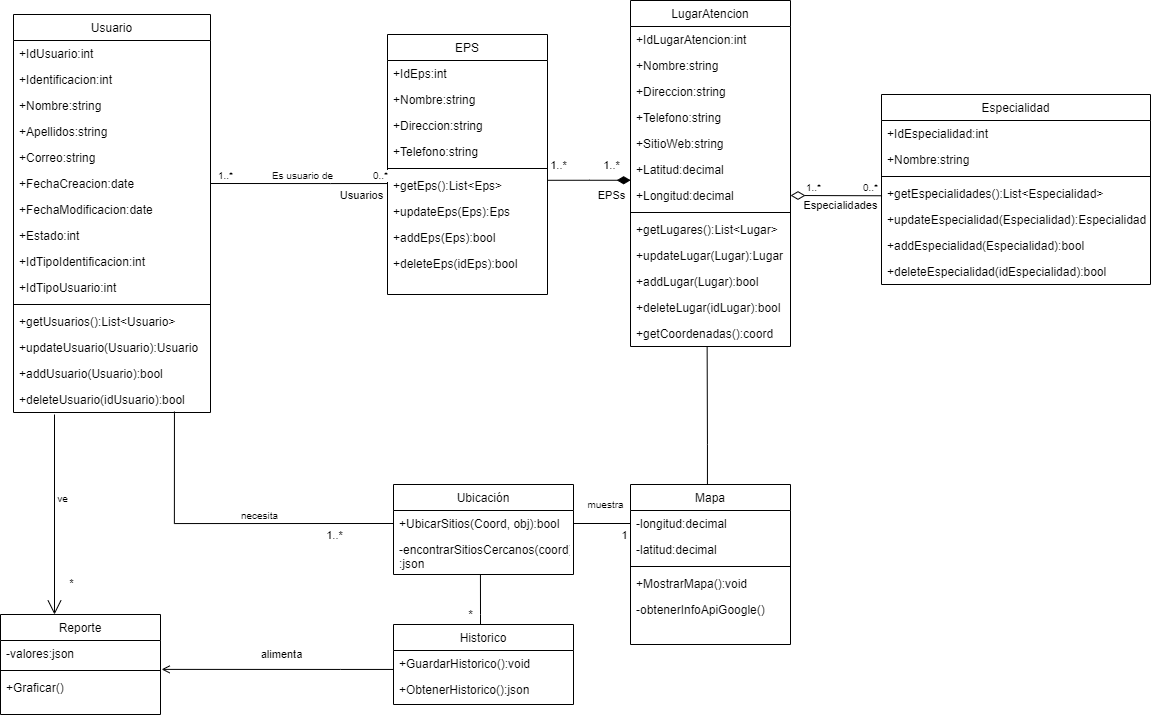 Usuario
+IdUsuario:int
+Identificacion:int
+Nombre:string
+Apellidos:string
+Correo:string
+FechaCreacion:date
+FechaModificacion:date
+Estado:int
+IdTipoIdentificacion:int
+IdTipoUsuario:int
+getUsuarios():List<Usuario>
+updateUsuario(Usuario):Usuario
+addUsuario(Usuario):bool
+deleteUsuario(idUsuario):bool
1..*
Es usuario de
0..*
Usuarios
EPS
+IdEps:int
+Nombre:string
+Direccion:string
+Telefono:string
+getEps():List<Eps>
+updateEps(Eps):Eps
+addEps(Eps):bool
+deleteEps(idEps):bool
1..*
1..*
EPSs
LugarAtencion
+IdLugarAtencion:int
+Nombre:string
+Direccion:string
+Telefono:string
+SitioWeb:string
+Latitud:decimal
+Longitud:decimal
+getLugares():List<Lugar>
+updateLugar(Lugar):Lugar
+addLugar(Lugar):bool
+deleteLugar(idLugar):bool
+getCoordenadas():coord
1..*
0..*
Especialidades
Especialidad
+IdEspecialidad:int
+Nombre:string
+getEspecialidades():List<Especialidad>
+updateEspecialidad(Especialidad):Especialidad
+addEspecialidad(Especialidad):bool
+deleteEspecialidad(idEspecialidad):bool
ve
*
necesita
1..*
Ubicación
+UbicarSitios(Coord, obj):bool
-encontrarSitiosCercanos(coord
:json
muestra
1
Mapa
-longitud:decimal
-latitud:decimal
+MostrarMapa():void
-obtenerInfoApiGoogle()
*
Reporte
-valores:json
+Graficar()
alimenta
Historico
+GuardarHistorico():void
+ObtenerHistorico():json